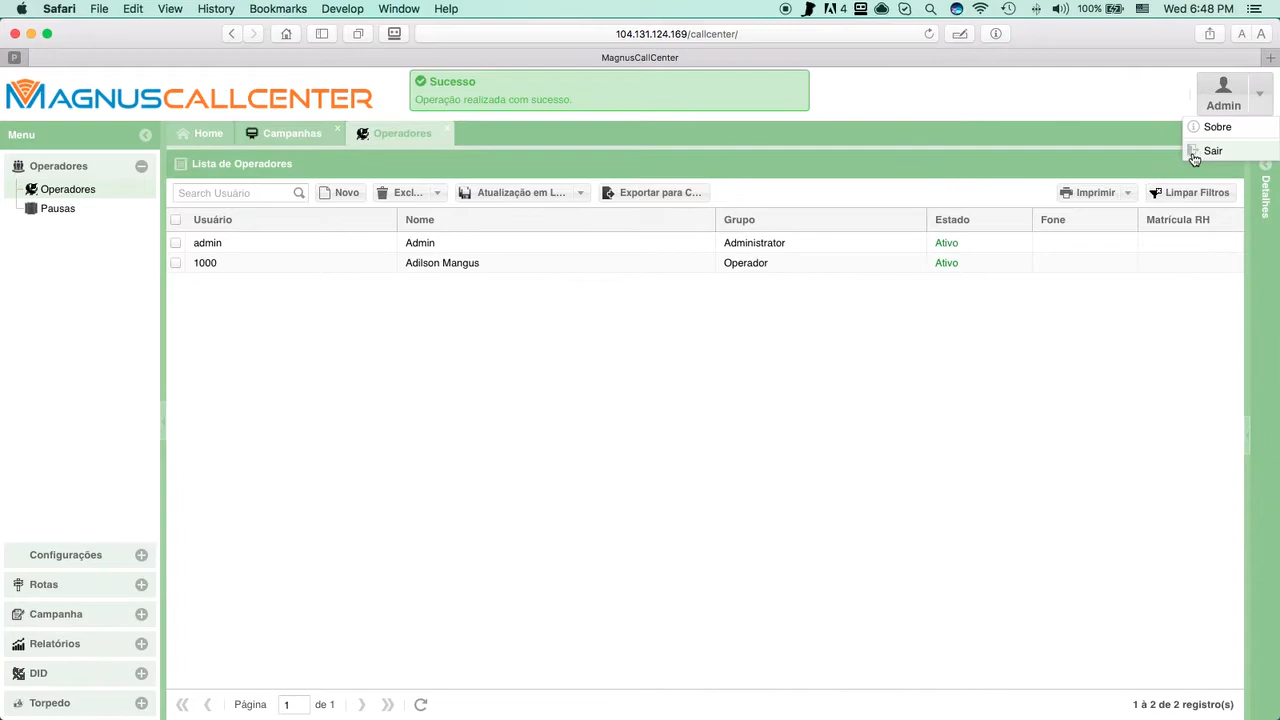 Safari File Edit View History Bookmarks Develop Window Help 4 100% Wed 6:48 PM
104.131.124.169/callcenter/ A A
P MagnusCallCenter
MAGNUSCALLCENTER
Sucesso
Operação realizada com sucesso.
Admin
Sobre
Sair
Menu
Home Campanhas Operadores
Operadores
Operadores
Pausas
Lista de Operadores
Detalhes
Search Usuário Novo Excl... Atualização em L... Exportar para C... Imprimir Limpar Filtros
Usuário Nome Grupo Estado Fone Matrícula RH
admin Admin Administrator Ativo
1000 Adilson Mangus Operador Ativo
Configurações
Rotas
Campanha
Relatórios
DID
Torpedo
Página 1 de 1 1 à 2 de 2 registro(s)